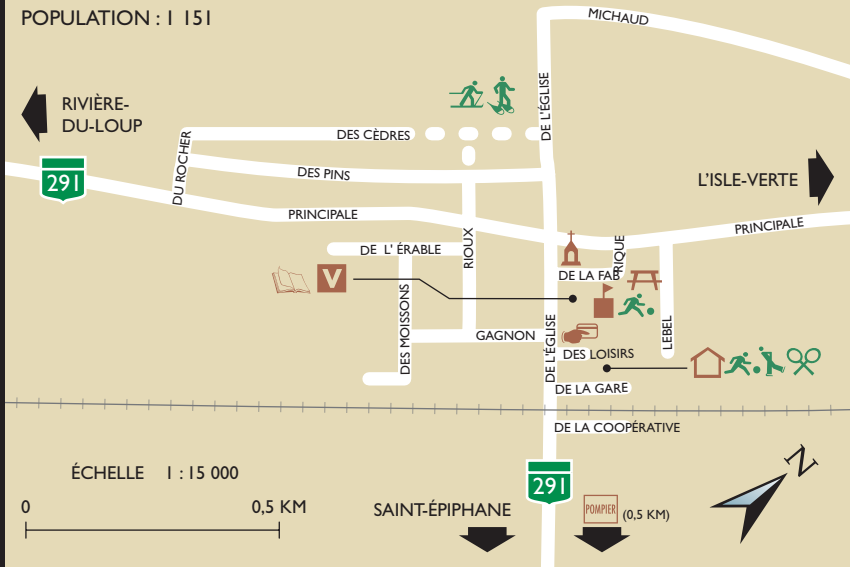 POPULATION : 1 151
MICHAUD
RIVIÈRE-
DU-LOUP
DE L'ÉGLISE
DES CÈDRES
DU ROCHER
291
DES PINS
L'ISLE-VERTE
PRINCIPALE
PRINCIPALE
DE L' ÉRABLE
RIOUX
DE LA FABRIQUE
V
DES MOISSONS
GAGNON
DE L'ÉGLISE
LEBEL
DES LOISIRS
DE LA GARE
DE LA COOPÉRATIVE
ÉCHELLE 1 : 15 000
0 0,5 KM
291
SAINT-ÉPIPHANE
POMPIER (0,5 KM)
N